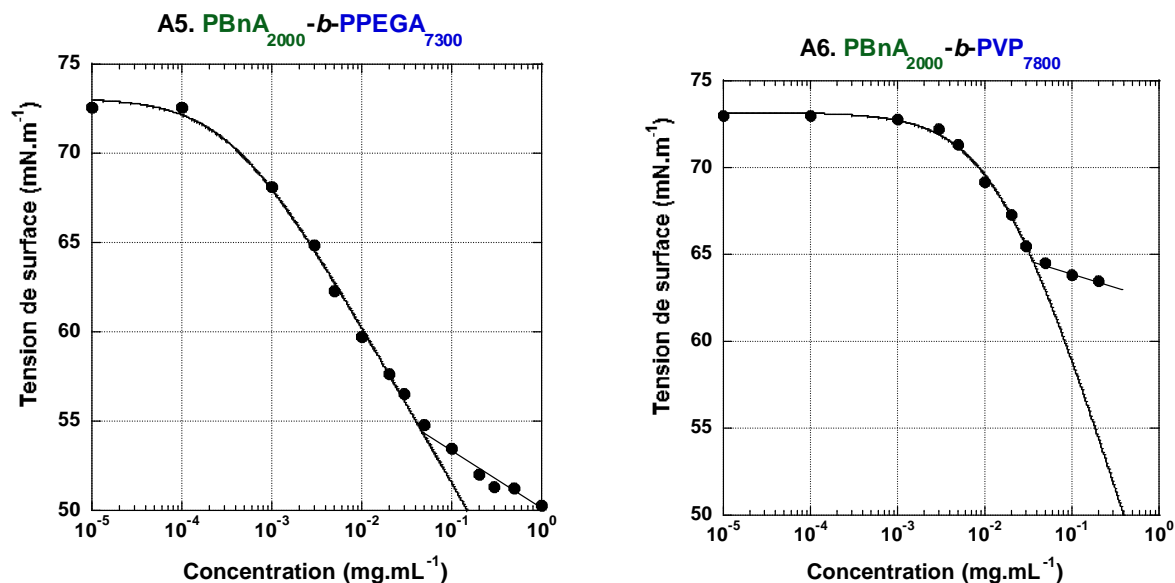 A5. PBnA2000-b-PPEGA7300
75
70
65
60
55
50
Tension de surface (mN.m-1)
10-5 10-4 10-3 10-2 10-1 100
Concentration (mg.mL-1)
A6. PBnA2000-b-PVP7800
75
70
65
60
55
50
Tension de surface (mN.m-1)
10-5 10-4 10-3 10-2 10-1 100
Concentration (mg.mL-1)